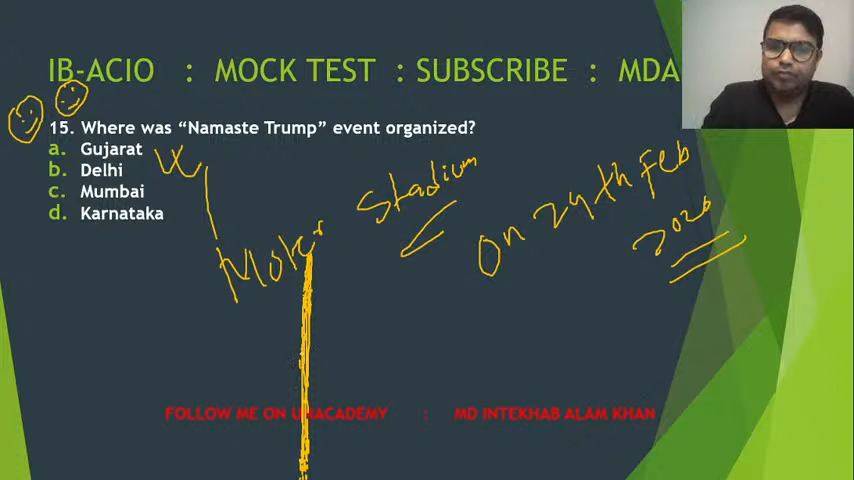 IB-ACIO : MOCK TEST : SUBSCRIBE : MDA
15. Where was “Namaste Trump” event organized?
a. Gujarat
b. Delhi
c. Mumbai
d. Karnataka
Stadium
On 24th Feb
2020
FOLLOW ME ON UNACADEMY : MD INTEKHAB ALAM KHAN